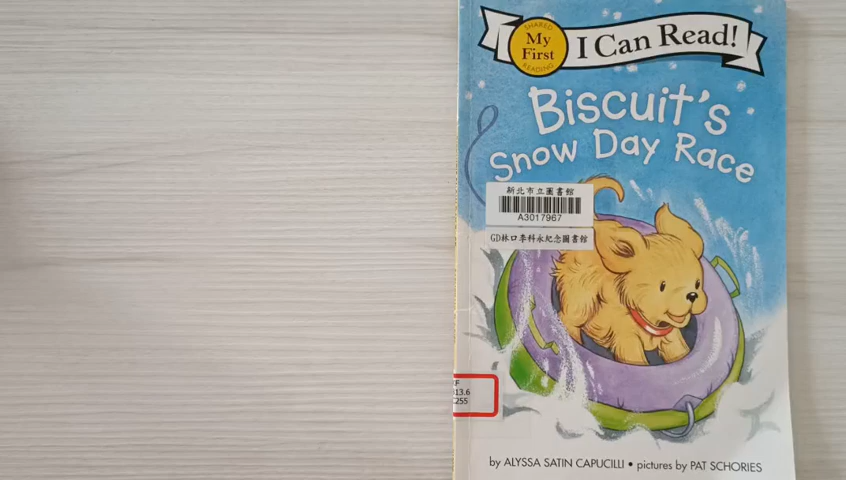 SHARED
My
First
READING
I Can Read!
Biscuit's
Snow Day Race
新北市立圖書館
A3017967
GD林口李科永紀念圖書館
813.6
255
by ALYSSA SATIN CAPUCILLI • pictures by PAT SCHORIES